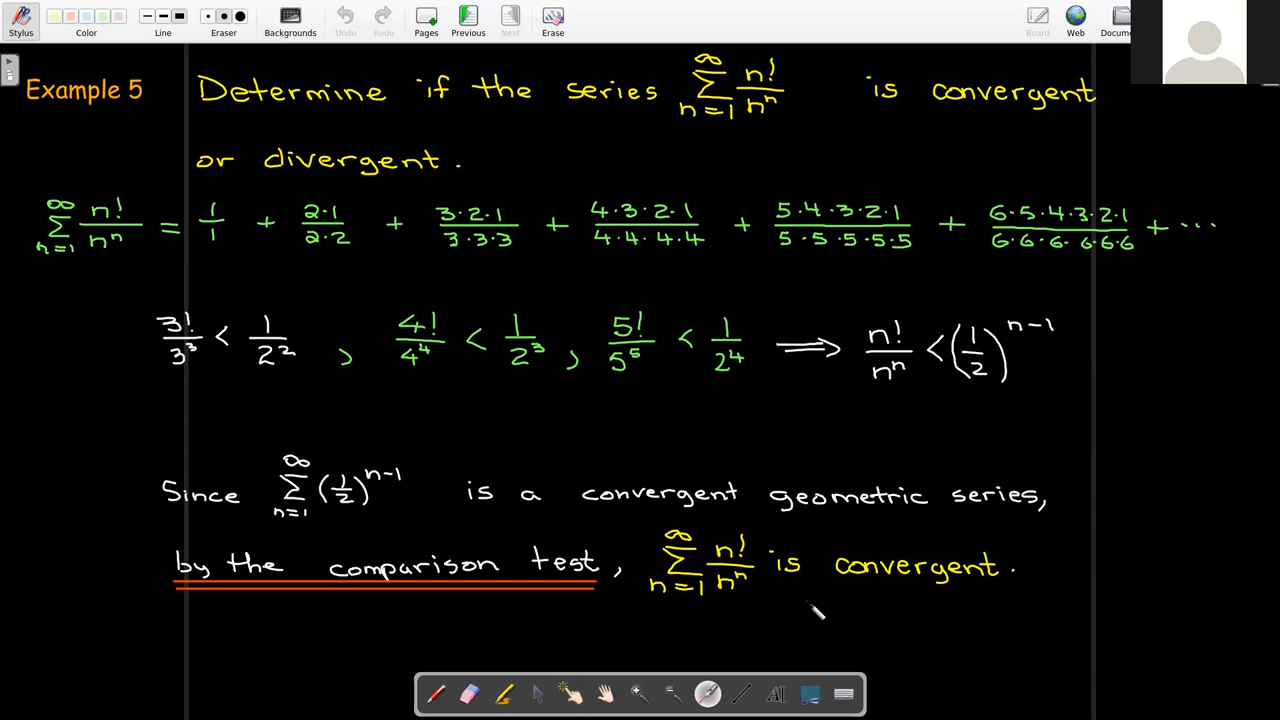 Stylus Color Line Eraser Backgrounds Undo Redo Pages Previous Next Erase Board Web
Example 5 Determine if the series ∑_{n=1}^{∞} n!/n^n is convergent
or divergent.
∑_{n=1}^{∞} n!/n^n = 1/1 + 2·1/2·2 + 3·2·1/3·3·3 + 4·3·2·1/4·4·4·4 + 5·4·3·2·1/5·5·5·5·5 + 6·5·4·3·2·1/6·6·6·6·6·6 + ···
3!/3^3 < 1/2^2 , 4!/4^4 < 1/2^3 , 5!/5^5 < 1/2^4 ⟹ n!/n^n < (1/2)^{n-1}
Since ∑_{n=1}^{∞} (1/2)^{n-1} is a convergent geometric series,
by the comparison test, ∑_{n=1}^{∞} n!/n^n is convergent.